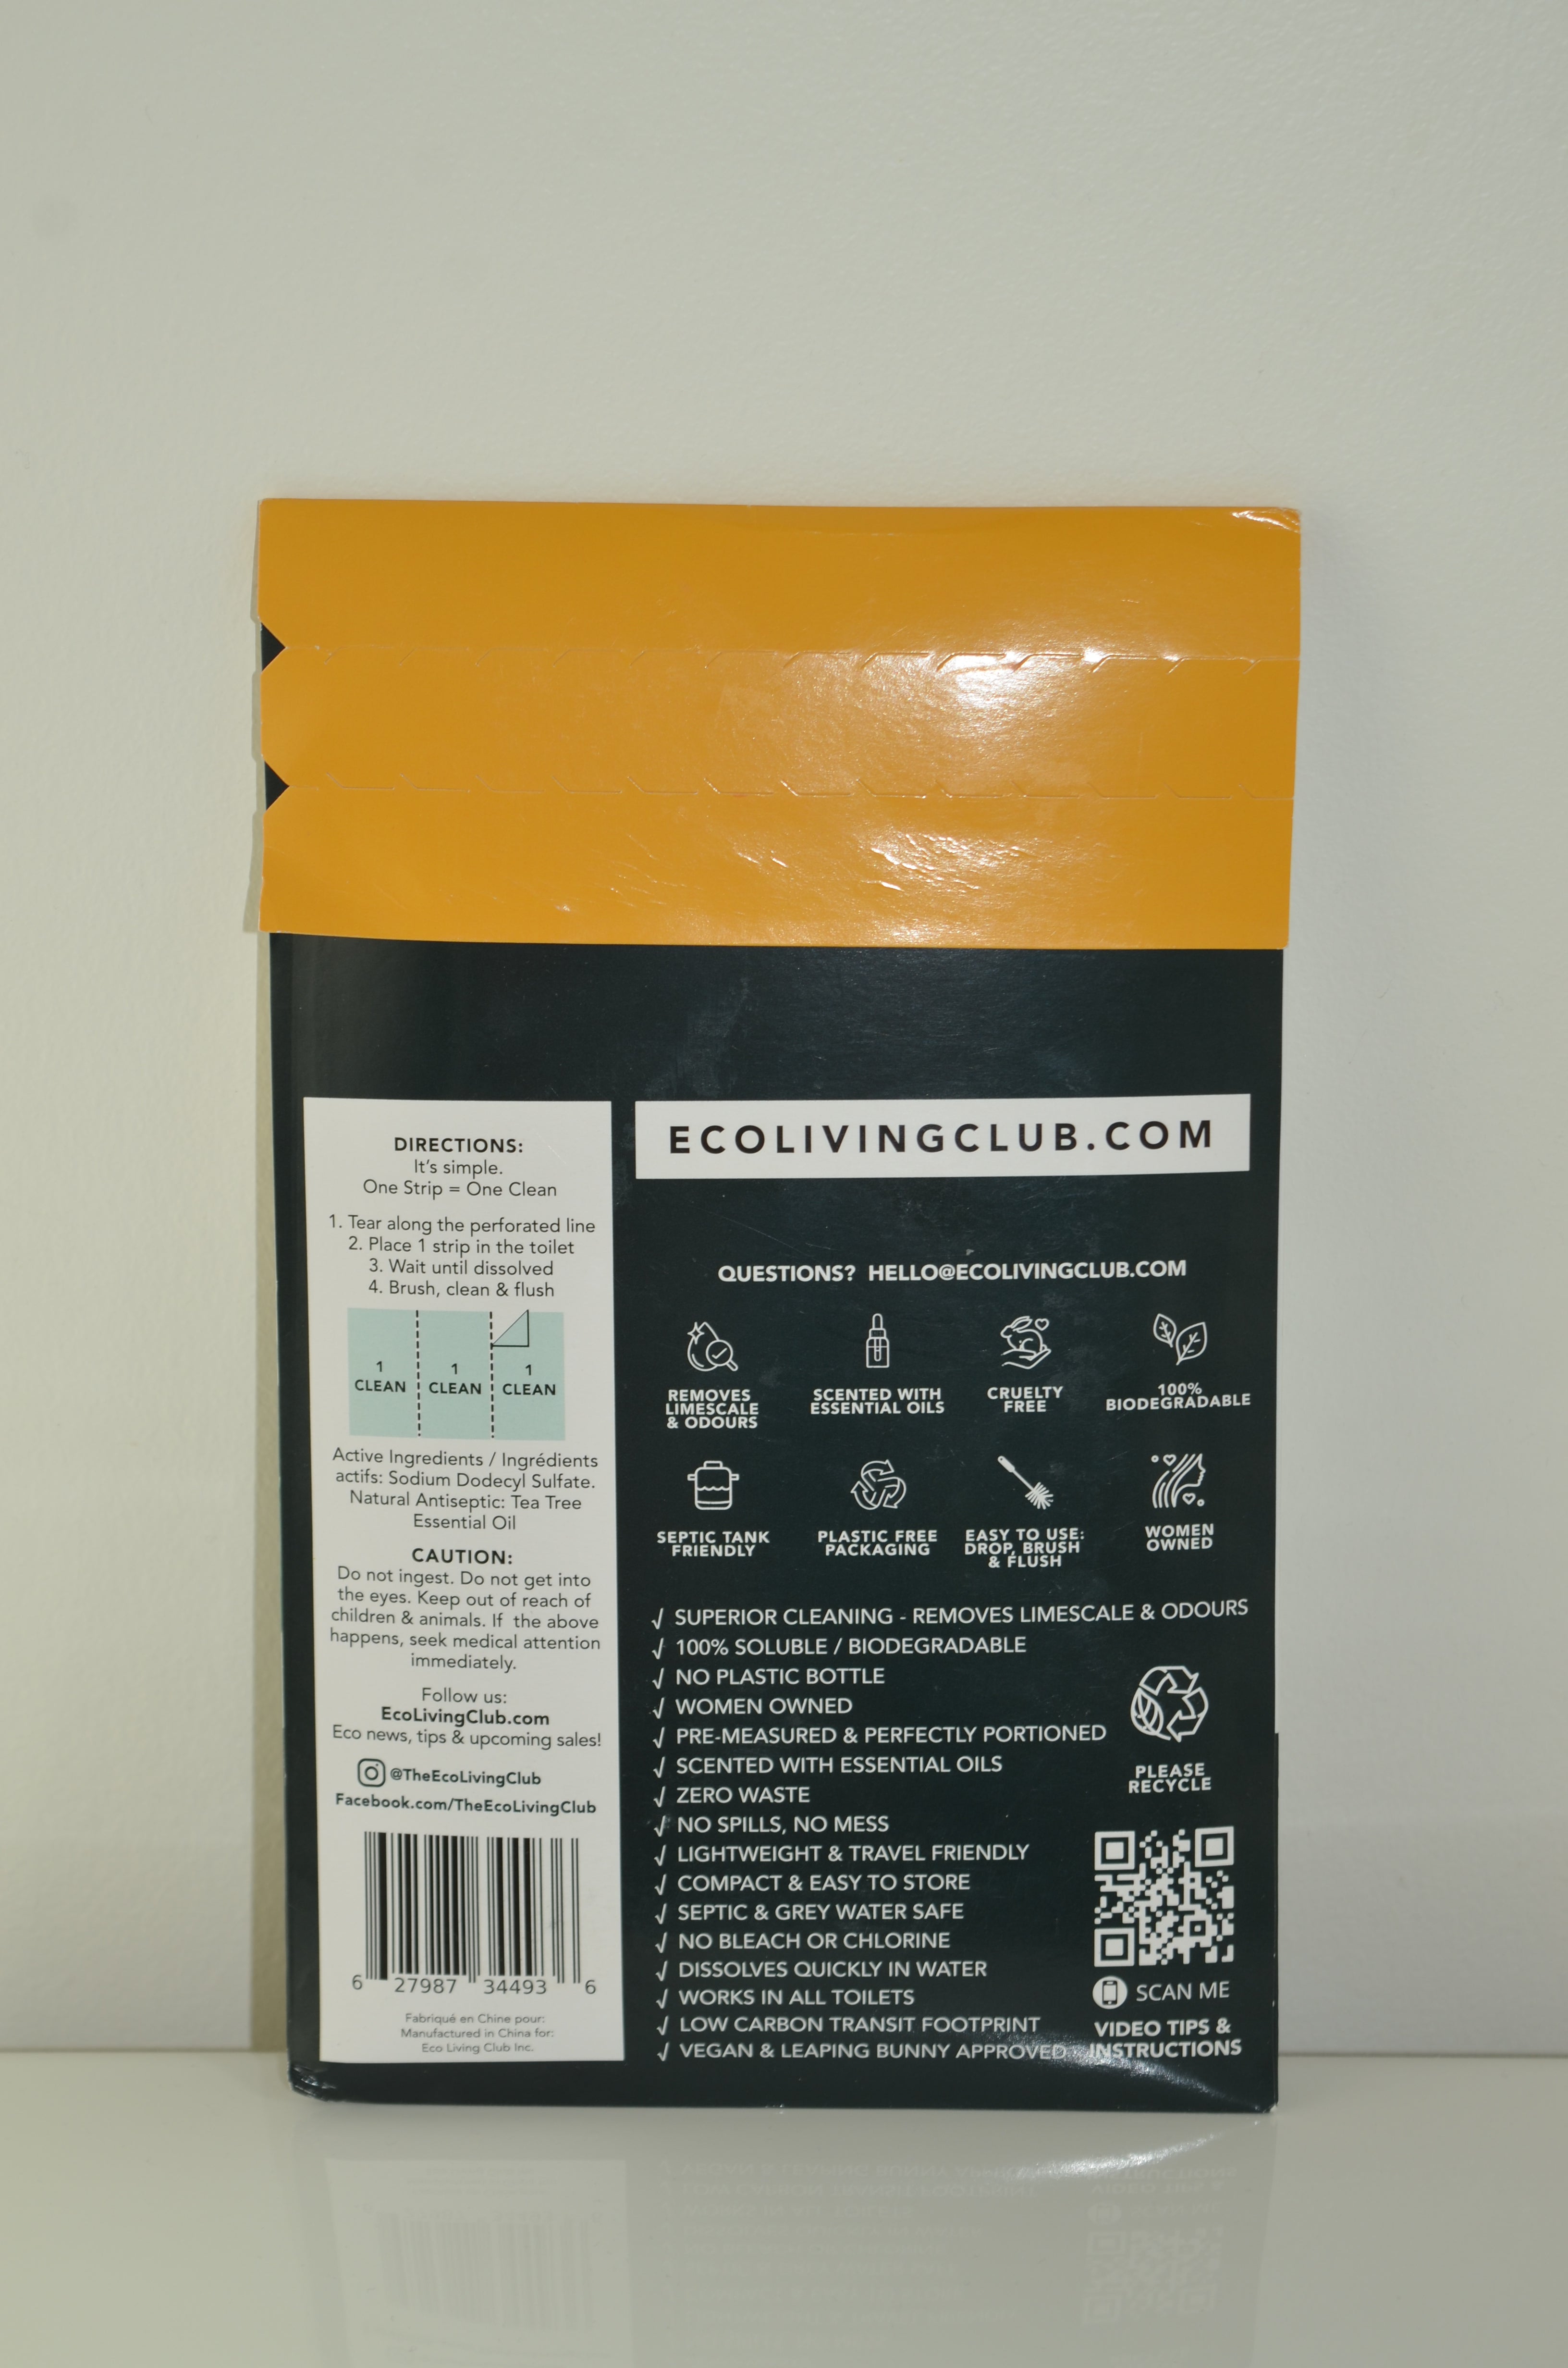 DIRECTIONS:
It's simple.
One Strip = One Clean
1. Tear along the perforated line
2. Place 1 strip in the toilet
3. Wait until dissolved
4. Brush, clean & flush
1
CLEAN
1
CLEAN
1
CLEAN
Active Ingredients / Ingrédients
actifs: Sodium Dodecyl Sulfate.
Natural Antiseptic: Tea Tree
Essential Oil
CAUTION:
Do not ingest. Do not get into
the eyes. Keep out of reach of
children & animals. If the above
happens, seek medical attention
immediately.
Follow us:
EcoLivingClub.com
Eco news, tips & upcoming sales!
@TheEcoLivingClub
Facebook.com/TheEcoLivingClub
6 27987 34493 6
Fabriqué en Chine pour:
Manufactured in China for:
Eco Living Club Inc.
ECOLIVINGCLUB.COM
QUESTIONS? HELLO@ECOLIVINGCLUB.COM
REMOVES
LIMESCALE
& ODOURS
SCENTED WITH
ESSENTIAL OILS
CRUELTY
FREE
100%
BIODEGRADABLE
SEPTIC TANK
FRIENDLY
PLASTIC FREE
PACKAGING
EASY TO USE:
DROP, BRUSH
& FLUSH
WOMEN
OWNED
√ SUPERIOR CLEANING - REMOVES LIMESCALE & ODOURS
√ 100% SOLUBLE / BIODEGRADABLE
√ NO PLASTIC BOTTLE
√ WOMEN OWNED
√ PRE-MEASURED & PERFECTLY PORTIONED
√ SCENTED WITH ESSENTIAL OILS
√ ZERO WASTE
√ NO SPILLS, NO MESS
√ LIGHTWEIGHT & TRAVEL FRIENDLY
√ COMPACT & EASY TO STORE
√ SEPTIC & GREY WATER SAFE
√ NO BLEACH OR CHLORINE
√ DISSOLVES QUICKLY IN WATER
√ WORKS IN ALL TOILETS
√ LOW CARBON TRANSIT FOOTPRINT
√ VEGAN & LEAPING BUNNY APPROVED
PLEASE
RECYCLE
SCAN ME
VIDEO TIPS &
INSTRUCTIONS